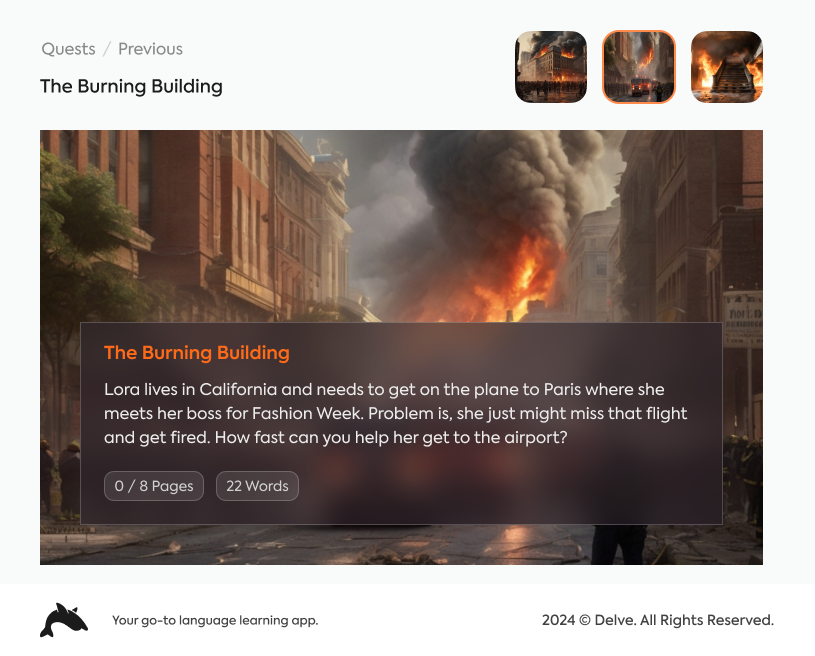 Quests / Previous
The Burning Building
The Burning Building
Lora lives in California and needs to get on the plane to Paris where she
meets her boss for Fashion Week. Problem is, she just might miss that flight
and get fired. How fast can you help her get to the airport?
0 / 8 Pages
22 Words
Your go-to language learning app.
2024 © Delve. All Rights Reserved.